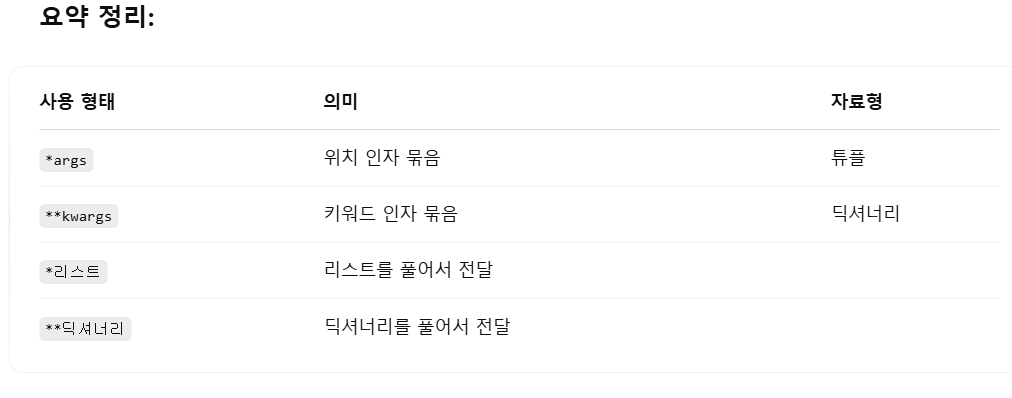 요약 정리:
사용 형태 의미 자료형
*args 위치 인자 묶음 튜플
**kwargs 키워드 인자 묶음 딕셔너리
*리스트 리스트를 풀어서 전달
**딕셔너리 딕셔너리를 풀어서 전달